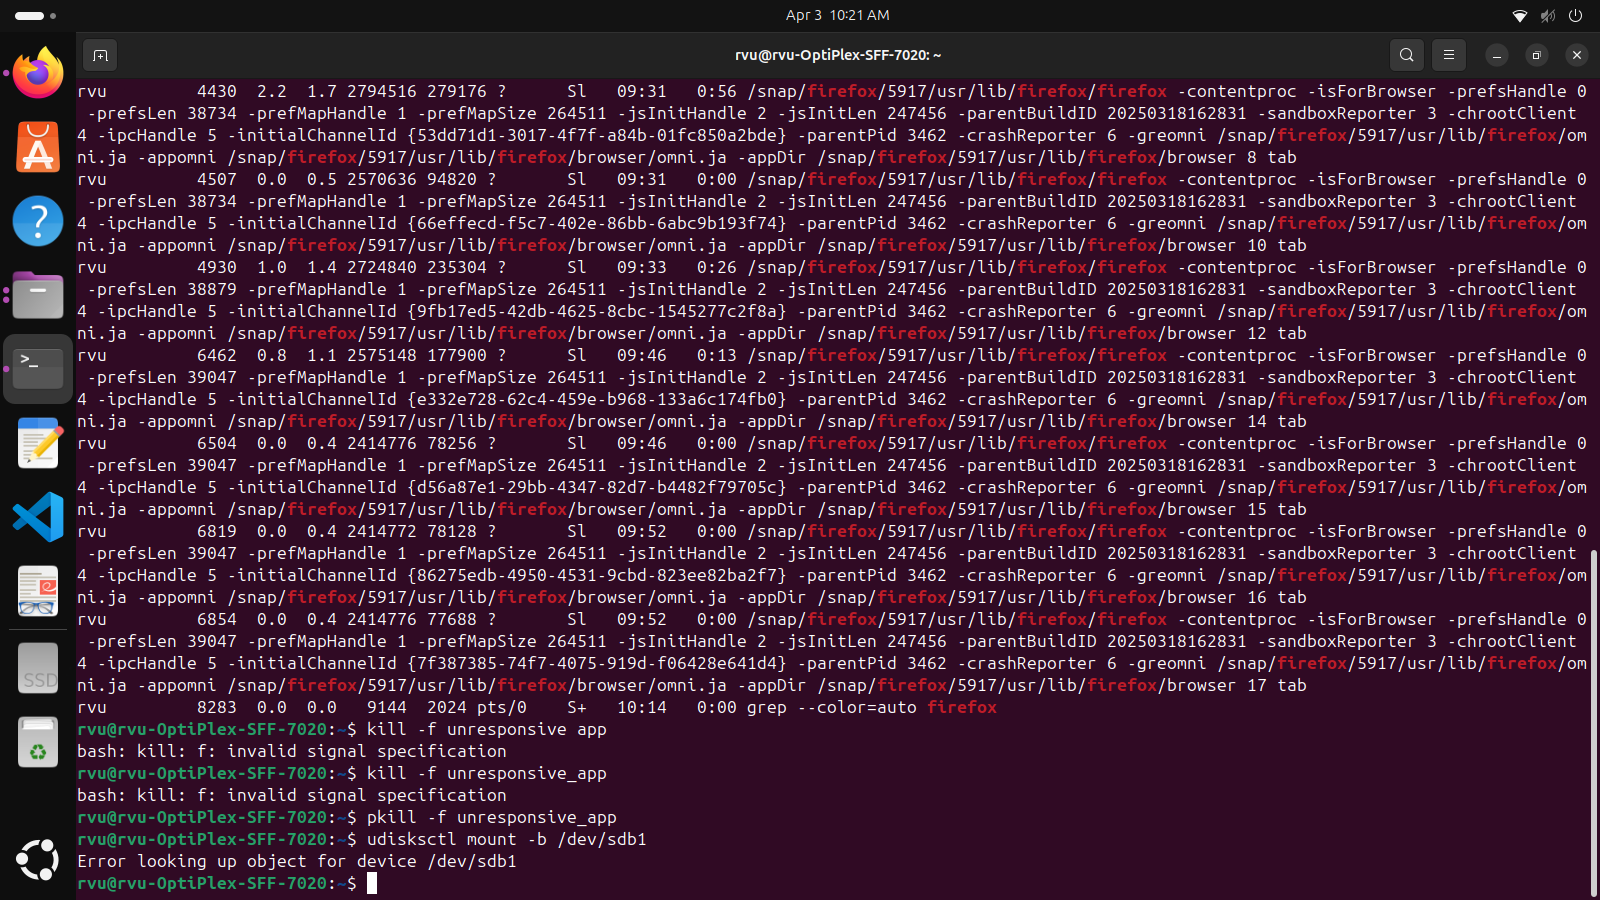 Apr 3 10:21 AM
rvu@rvu-OptiPlex-SFF-7020: ~
rvu 4430 2.2 1.7 2794516 279176 ? Sl 09:31 0:56 /snap/firefox/5917/usr/lib/firefox/firefox -contentproc -isForBrowser -prefsHandle 0
-prefsLen 38734 -prefMapHandle 1 -prefMapSize 264511 -jsInitHandle 2 -jsInitLen 247456 -parentBuildID 20250318162831 -sandboxReporter 3 -chrootClient
4 -ipcHandle 5 -initialChannelId {53dd71d1-3017-4f7f-a84b-01fc850a2bde} -parentPid 3462 -crashReporter 6 -greomni /snap/firefox/5917/usr/lib/firefox/om
ni.ja -appomni /snap/firefox/5917/usr/lib/firefox/browser/omni.ja -appDir /snap/firefox/5917/usr/lib/firefox/browser 8 tab
rvu 4507 0.0 0.5 2570636 94820 ? Sl 09:31 0:00 /snap/firefox/5917/usr/lib/firefox/firefox -contentproc -isForBrowser -prefsHandle 0
-prefsLen 38734 -prefMapHandle 1 -prefMapSize 264511 -jsInitHandle 2 -jsInitLen 247456 -parentBuildID 20250318162831 -sandboxReporter 3 -chrootClient
4 -ipcHandle 5 -initialChannelId {66effecd-f5c7-402e-86bb-6abc9b193f74} -parentPid 3462 -crashReporter 6 -greomni /snap/firefox/5917/usr/lib/firefox/om
ni.ja -appomni /snap/firefox/5917/usr/lib/firefox/browser/omni.ja -appDir /snap/firefox/5917/usr/lib/firefox/browser 10 tab
rvu 4930 1.0 1.4 2724840 235304 ? Sl 09:33 0:26 /snap/firefox/5917/usr/lib/firefox/firefox -contentproc -isForBrowser -prefsHandle 0
-prefsLen 38879 -prefMapHandle 1 -prefMapSize 264511 -jsInitHandle 2 -jsInitLen 247456 -parentBuildID 20250318162831 -sandboxReporter 3 -chrootClient
4 -ipcHandle 5 -initialChannelId {9fb17ed5-42db-4625-8cbc-1545277c2f8a} -parentPid 3462 -crashReporter 6 -greomni /snap/firefox/5917/usr/lib/firefox/om
ni.ja -appomni /snap/firefox/5917/usr/lib/firefox/browser/omni.ja -appDir /snap/firefox/5917/usr/lib/firefox/browser 12 tab
rvu 6462 0.8 1.1 2575148 177900 ? Sl 09:46 0:13 /snap/firefox/5917/usr/lib/firefox/firefox -contentproc -isForBrowser -prefsHandle 0
-prefsLen 39047 -prefMapHandle 1 -prefMapSize 264511 -jsInitHandle 2 -jsInitLen 247456 -parentBuildID 20250318162831 -sandboxReporter 3 -chrootClient
4 -ipcHandle 5 -initialChannelId {e332e728-62c4-459e-b968-133a6c174fb0} -parentPid 3462 -crashReporter 6 -greomni /snap/firefox/5917/usr/lib/firefox/om
ni.ja -appomni /snap/firefox/5917/usr/lib/firefox/browser/omni.ja -appDir /snap/firefox/5917/usr/lib/firefox/browser 14 tab
rvu 6504 0.0 0.4 2414776 78256 ? Sl 09:46 0:00 /snap/firefox/5917/usr/lib/firefox/firefox -contentproc -isForBrowser -prefsHandle 0
-prefsLen 39047 -prefMapHandle 1 -prefMapSize 264511 -jsInitHandle 2 -jsInitLen 247456 -parentBuildID 20250318162831 -sandboxReporter 3 -chrootClient
4 -ipcHandle 5 -initialChannelId {d56a87e1-29bb-4347-82d7-b4482f79705c} -parentPid 3462 -crashReporter 6 -greomni /snap/firefox/5917/usr/lib/firefox/om
ni.ja -appomni /snap/firefox/5917/usr/lib/firefox/browser/omni.ja -appDir /snap/firefox/5917/usr/lib/firefox/browser 15 tab
rvu 6819 0.0 0.4 2414772 78128 ? Sl 09:52 0:00 /snap/firefox/5917/usr/lib/firefox/firefox -contentproc -isForBrowser -prefsHandle 0
-prefsLen 39047 -prefMapHandle 1 -prefMapSize 264511 -jsInitHandle 2 -jsInitLen 247456 -parentBuildID 20250318162831 -sandboxReporter 3 -chrootClient
4 -ipcHandle 5 -initialChannelId {86275edb-4950-4531-9cbd-823ee82ba2f7} -parentPid 3462 -crashReporter 6 -greomni /snap/firefox/5917/usr/lib/firefox/om
ni.ja -appomni /snap/firefox/5917/usr/lib/firefox/browser/omni.ja -appDir /snap/firefox/5917/usr/lib/firefox/browser 16 tab
rvu 6854 0.0 0.4 2414776 77688 ? Sl 09:52 0:00 /snap/firefox/5917/usr/lib/firefox/firefox -contentproc -isForBrowser -prefsHandle 0
-prefsLen 39047 -prefMapHandle 1 -prefMapSize 264511 -jsInitHandle 2 -jsInitLen 247456 -parentBuildID 20250318162831 -sandboxReporter 3 -chrootClient
4 -ipcHandle 5 -initialChannelId {7f387385-74f7-4075-919d-f06428e641d4} -parentPid 3462 -crashReporter 6 -greomni /snap/firefox/5917/usr/lib/firefox/om
ni.ja -appomni /snap/firefox/5917/usr/lib/firefox/browser/omni.ja -appDir /snap/firefox/5917/usr/lib/firefox/browser 17 tab
rvu 8283 0.0 0.0 9144 2024 pts/0 S+ 10:14 0:00 grep --color=auto firefox
rvu@rvu-OptiPlex-SFF-7020:~$ kill -f unresponsive app
bash: kill: f: invalid signal specification
rvu@rvu-OptiPlex-SFF-7020:~$ kill -f unresponsive_app
bash: kill: f: invalid signal specification
rvu@rvu-OptiPlex-SFF-7020:~$ pkill -f unresponsive_app
rvu@rvu-OptiPlex-SFF-7020:~$ udisksctl mount -b /dev/sdb1
Error looking up object for device /dev/sdb1
rvu@rvu-OptiPlex-SFF-7020:~$
SSD